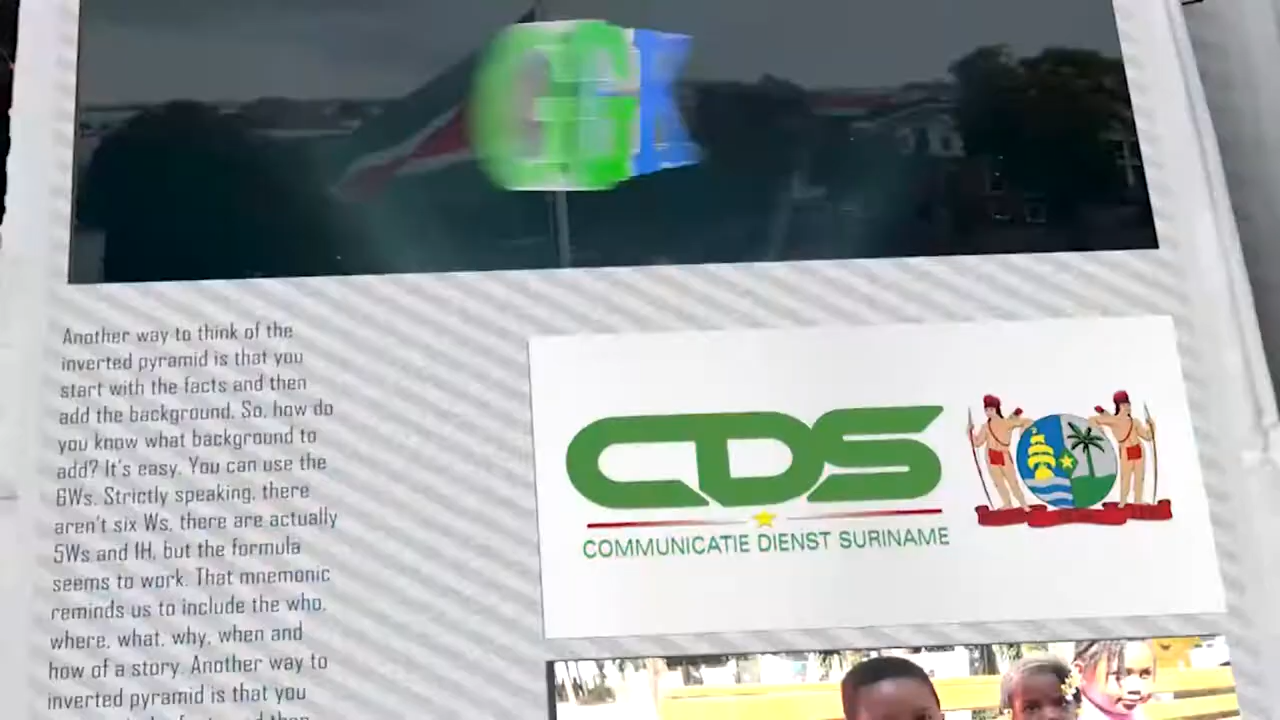 GGK
Another way to think of the
inverted pyramid is that you
start with the facts and then
add the background. So, how do
you know what background to
add? It's easy. You can use the
6Ws. Strictly speaking, there
aren't six Ws, there are actually
5Ws and 1H, but the formula
seems to work. That mnemonic
reminds us to include the who,
where, what, why, when and
how of a story. Another way to
inverted pyramid is that you
CDS
COMMUNICATIE DIENST SURINAME